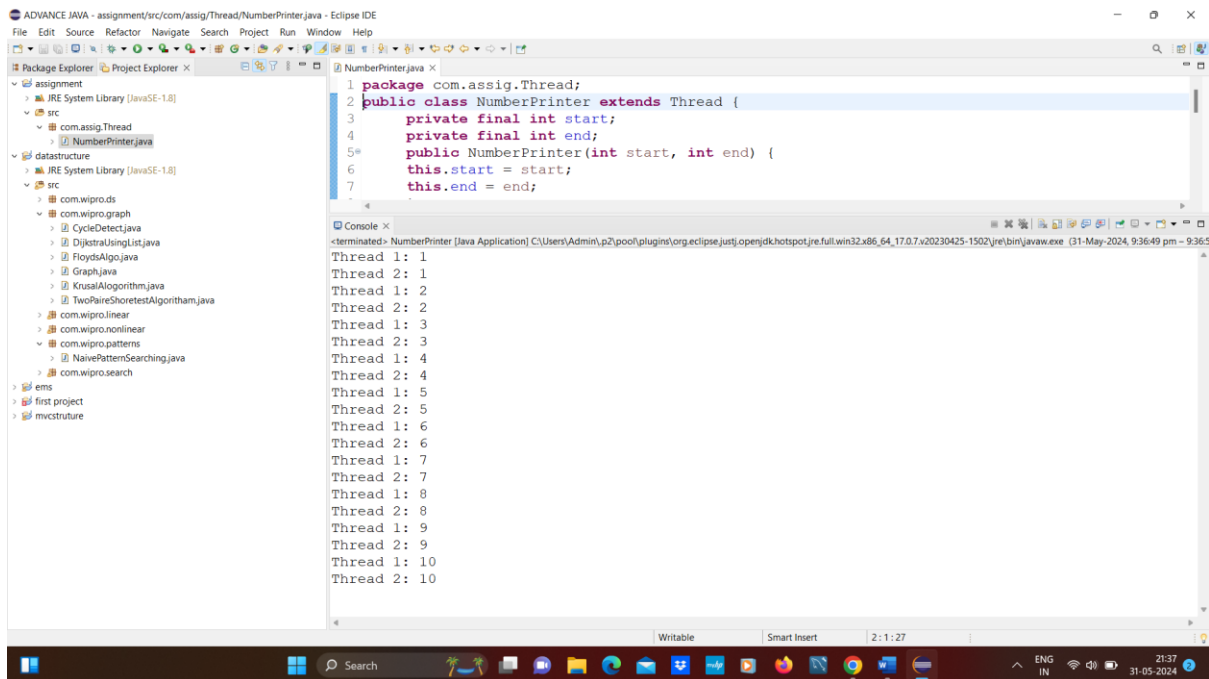 ADVANCE JAVA - assignment/src/com/assig/Thread/NumberPrinter.java - Eclipse IDE
File Edit Source Refactor Navigate Search Project Run Window Help
Package Explorer Project Explorer
assignment
JRE System Library [JavaSE-1.8]
src
com.assig.Thread
NumberPrinter.java
datastructure
JRE System Library [JavaSE-1.8]
src
com.wipro.ds
com.wipro.graph
CycleDetect.java
DijkstraUsingList.java
FloydsAlgo.java
Graph.java
KrusalAlogorithm.java
TwoPaireShoretestAlgoritham.java
com.wipro.linear
com.wipro.nonlinear
com.wipro.patterns
NaivePatternSearching.java
com.wipro.search
ems
first project
mvcstruture
NumberPrinter.java
1 package com.assig.Thread;
2 public class NumberPrinter extends Thread {
3 private final int start;
4 private final int end;
5 public NumberPrinter(int start, int end) {
6 this.start = start;
7 this.end = end;
Console
<terminated> NumberPrinter [Java Application] C:\Users\Admin\.p2\pool\plugins\org.eclipse.justj.openjdk.hotspot.jre.full.win32.x86_64_17.0.7.v20230425-1502\jre\bin\javaw.exe (31-May-2024, 9:36:49 pm – 9:36:5
Thread 1: 1
Thread 2: 1
Thread 1: 2
Thread 2: 2
Thread 1: 3
Thread 2: 3
Thread 1: 4
Thread 2: 4
Thread 1: 5
Thread 2: 5
Thread 1: 6
Thread 2: 6
Thread 1: 7
Thread 2: 7
Thread 1: 8
Thread 2: 8
Thread 1: 9
Thread 2: 9
Thread 1: 10
Thread 2: 10
Writable Smart Insert 2 : 1 : 27
Search
ENG
IN
21:37
31-05-2024
2